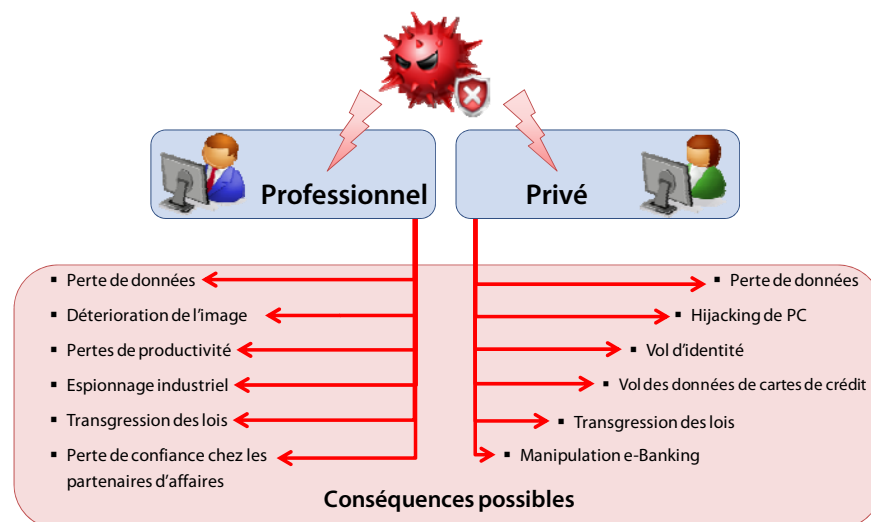 Professionnel
Privé
▪ Perte de données
▪ Déterioration de l'image
▪ Pertes de productivité
▪ Espionnage industriel
▪ Transgression des lois
▪ Perte de confiance chez les
partenaires d'affaires
▪ Perte de données
▪ Hijacking de PC
▪ Vol d'identité
▪ Vol des données de cartes de crédit
▪ Transgression des lois
▪ Manipulation e-Banking
Conséquences possibles